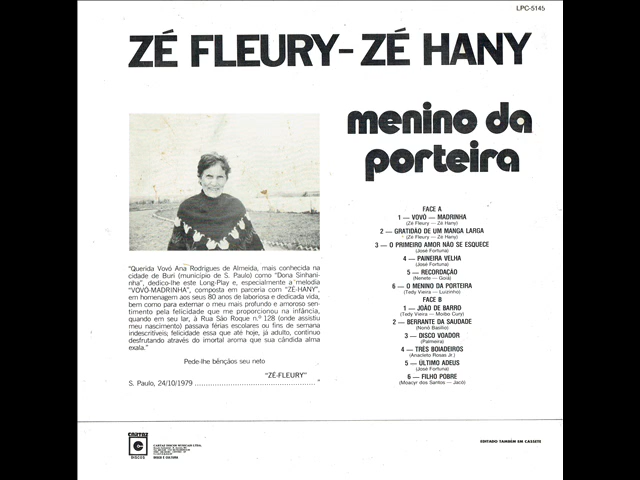 LPC-5145
ZÉ FLEURY-ZÉ HANY
menino da
porteira
FACE A
1 — VOVÓ — MADRINHA
(Zé Fleury — Zé Hany)
2 — GRATIDÃO DE UM MANGA LARGA
(Zé Fleury — Zé Hany)
3 — O PRIMEIRO AMOR NÃO SE ESQUECE
(José Fortuna)
4 — PAINEIRA VELHA
(José Fortuna)
5 — RECORDAÇÃO
(Nenete — Goiá)
6 — O MENINO DA PORTEIRA
(Tedy Vieira — Luizinho)
FACE B
1 — JOÃO DE BARRO
(Tedy Vieira — Moibo Cury)
2 — BERRANTE DA SAUDADE
(Nonô Basílio)
3 — DISCO VOADOR
(Palmeira)
4 — TRÊS BOIADEIROS
(Anacleto Rosas Jr.)
5 — ÚLTIMO ADEUS
(José Fortuna)
6 — FILHO POBRE
(Moacyr dos Santos — Jacó)
"Querida Vovó Ana Rodrigues de Almeida, mais conhecida na
cidade de Buri (município de S. Paulo) como "Dona Sinhani-
nha", dedico-lhe este Long-Play e, especialmente a melodia
"VOVÓ-MADRINHA", composta em parceria com "ZÉ-HANY",
em homenagem aos seus 80 anos de laboriosa e dedicada vida,
bem como para externar o meu mais profundo e amoroso sen-
timento pela felicidade que me proporcionou na infância,
quando em seu lar, à Rua São Roque n.º 128 (onde assistiu
meu nascimento) passava férias escolares ou fins de semana
indescritíveis; felicidade essa que até hoje, já adulto, continuo
desfrutando através do imortal aroma que sua cândida alma
exala."
Pede-lhe bênçãos seu neto
"ZÉ-FLEURY"
S. Paulo, 24/10/1979 ..................................."
CARTAZ
DISCOS
DISCO É CULTURA
EDITADO TAMBÉM EM CASSETE